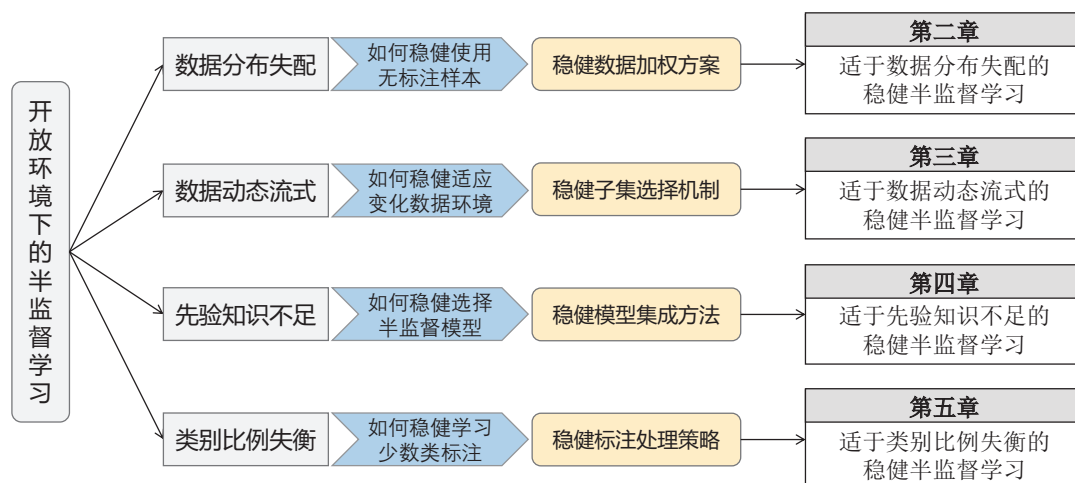 开放环境下的半监督学习
数据分布失配
如何稳健使用
无标注样本
稳健数据加权方案
第二章
适于数据分布失配的
稳健半监督学习
数据动态流式
如何稳健适应
变化数据环境
稳健子集选择机制
第三章
适于数据动态流式的
稳健半监督学习
先验知识不足
如何稳健选择
半监督模型
稳健模型集成方法
第四章
适于先验知识不足的
稳健半监督学习
类别比例失衡
如何稳健学习
少数类标注
稳健标注处理策略
第五章
适于类别比例失衡的
稳健半监督学习